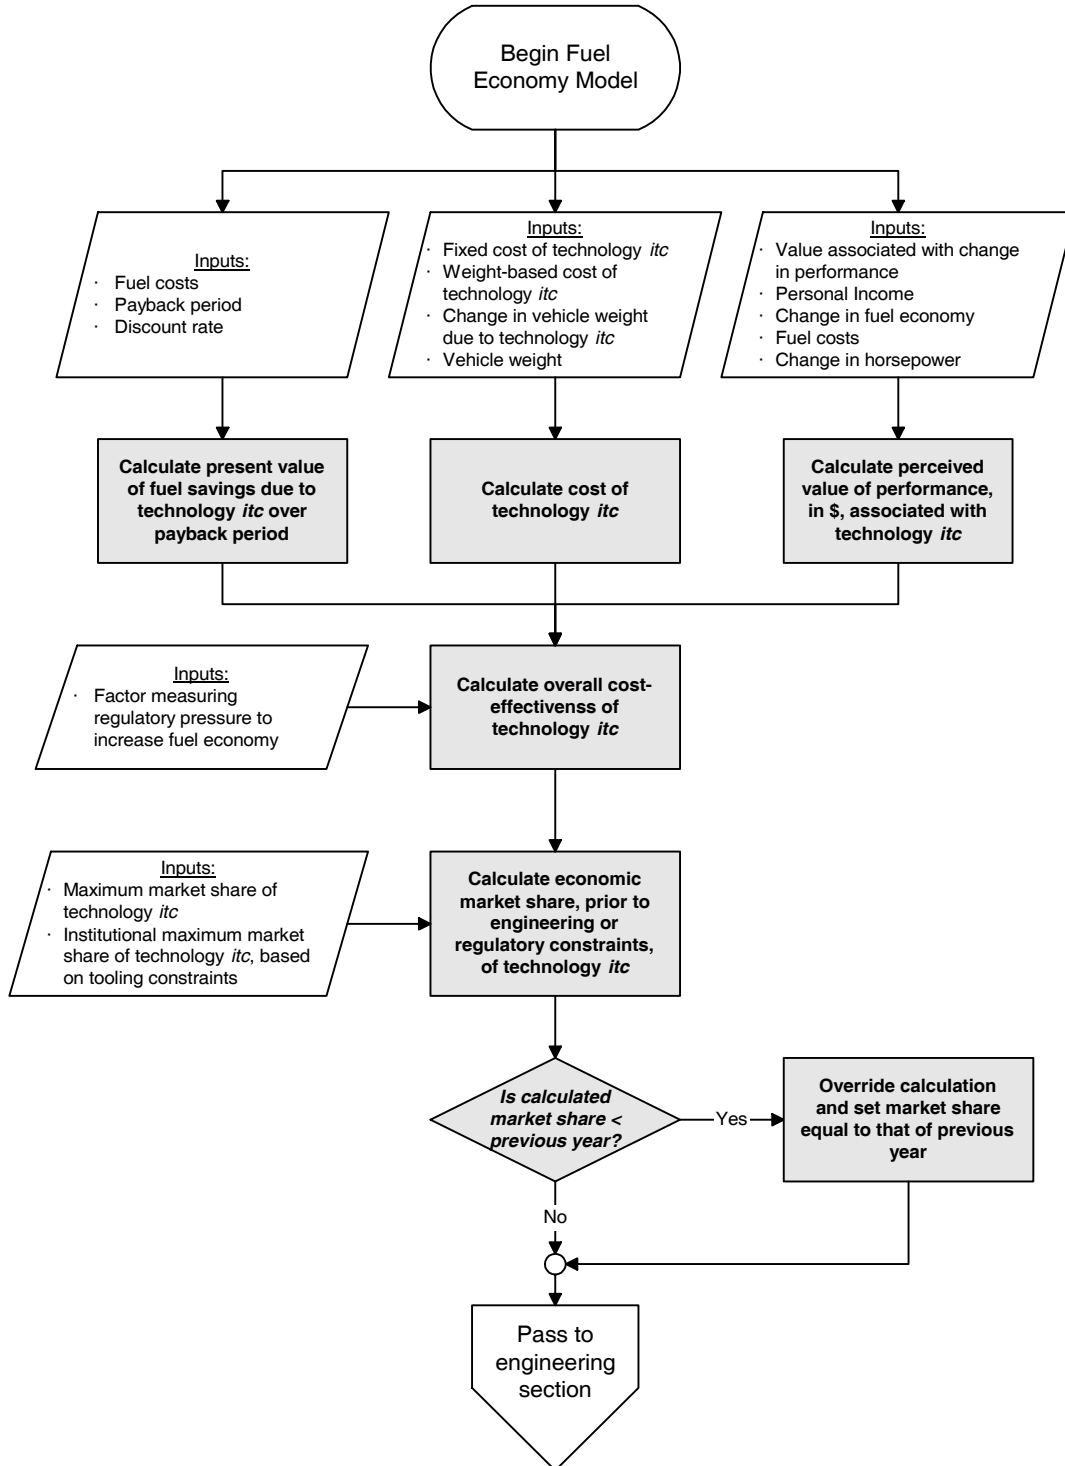 Begin Fuel
Economy Model
Inputs:
· Fuel costs
· Payback period
· Discount rate
Inputs:
· Fixed cost of technology itc
· Weight-based cost of
technology itc
· Change in vehicle weight
due to technology itc
· Vehicle weight
Inputs:
· Value associated with change
in performance
· Personal Income
· Change in fuel economy
· Fuel costs
· Change in horsepower
Calculate present value
of fuel savings due to
technology itc over
payback period
Calculate cost of
technology itc
Calculate perceived
value of performance,
in $, associated with
technology itc
Inputs:
· Factor measuring
regulatory pressure to
increase fuel economy
Calculate overall cost-
effectivenss of
technology itc
Inputs:
· Maximum market share of
technology itc
· Institutional maximum market
share of technology itc, based
on tooling constraints
Calculate economic
market share, prior to
engineering or
regulatory constraints,
of technology itc
Is calculated
market share <
previous year?
Yes
Override calculation
and set market share
equal to that of previous
year
No
Pass to
engineering
section